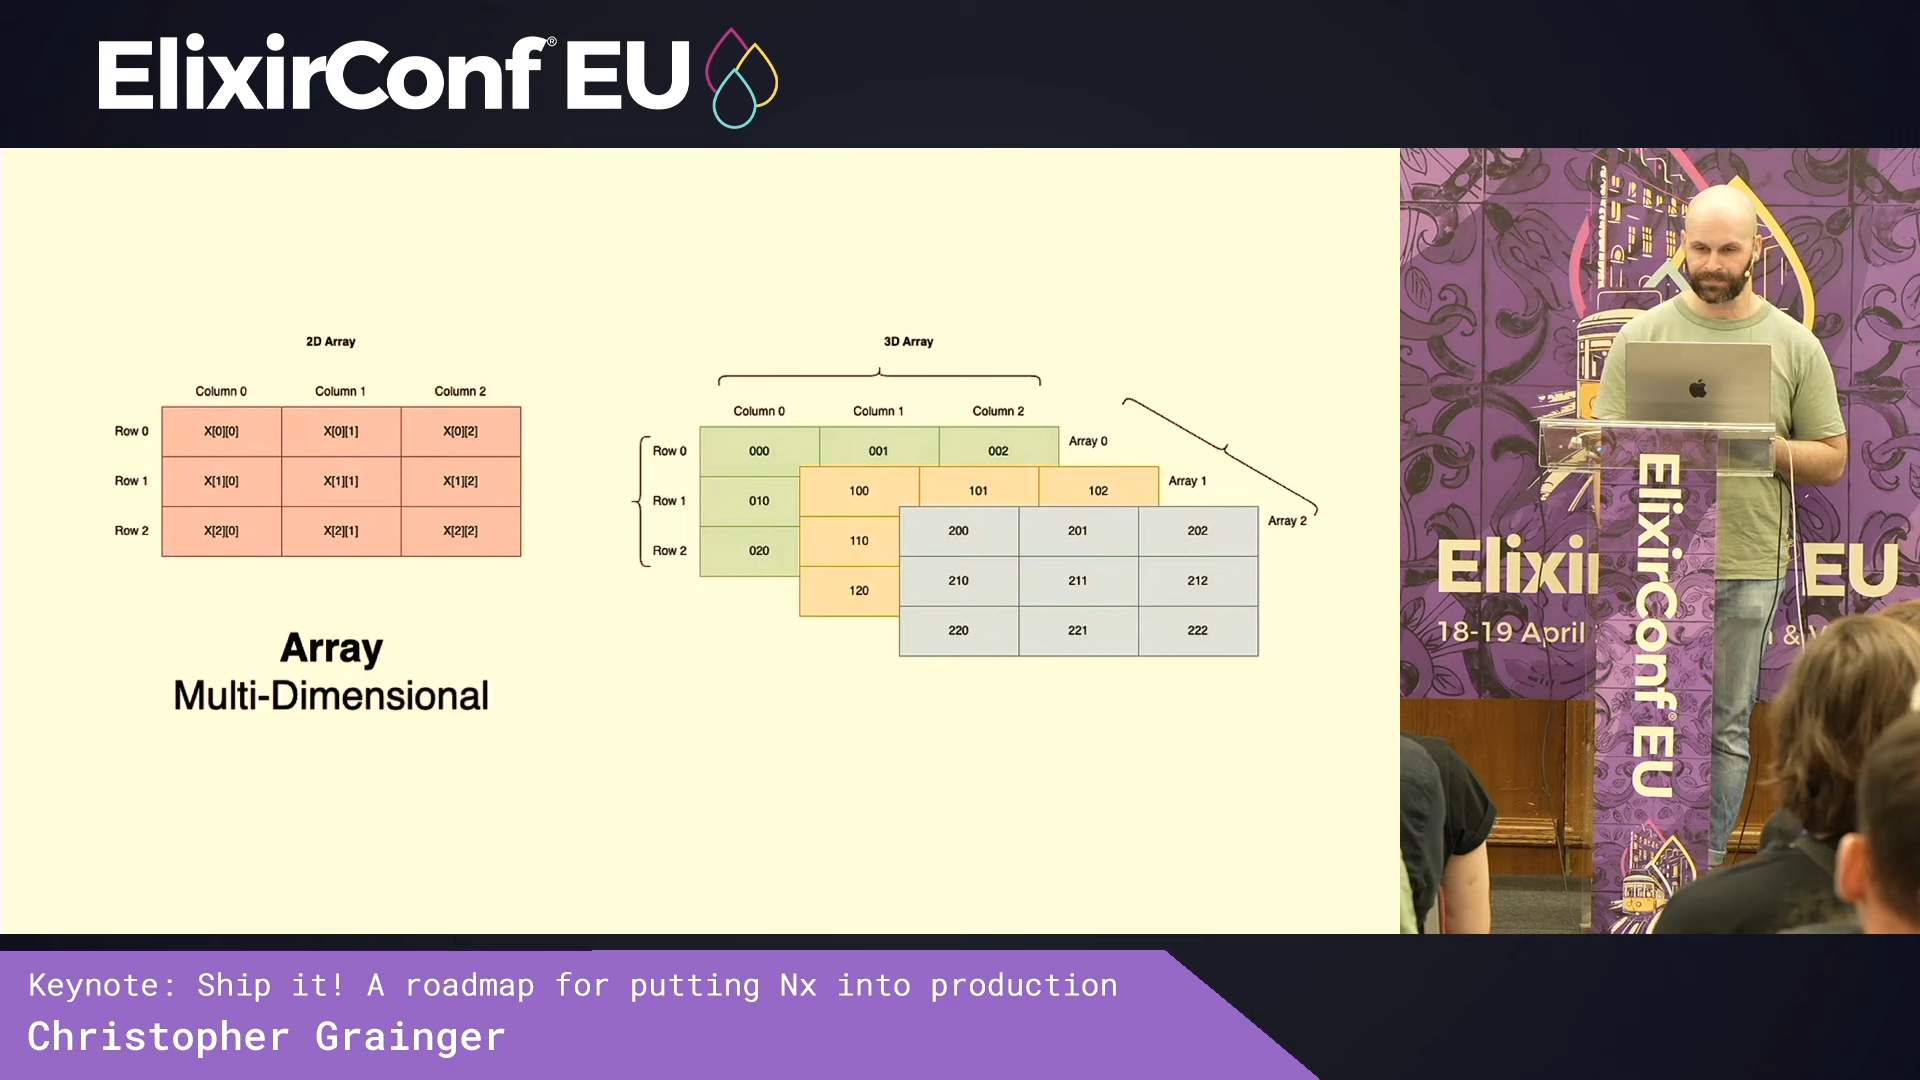 ElixirConf® EU
2D Array
Column 0 Column 1 Column 2
Row 0 X[0][0] X[0][1] X[0][2]
Row 1 X[1][0] X[1][1] X[1][2]
Row 2 X[2][0] X[2][1] X[2][2]
Array
Multi-Dimensional
3D Array
Column 0 Column 1 Column 2
Row 0 000 001 002 Array 0
Row 1 010
Row 2 020
100 101 102 Array 1
110
120
200 201 202 Array 2
210 211 212
220 221 222
ElixirConf® EU
Elixir EU
18-19 April
Keynote: Ship it! A roadmap for putting Nx into production
Christopher Grainger